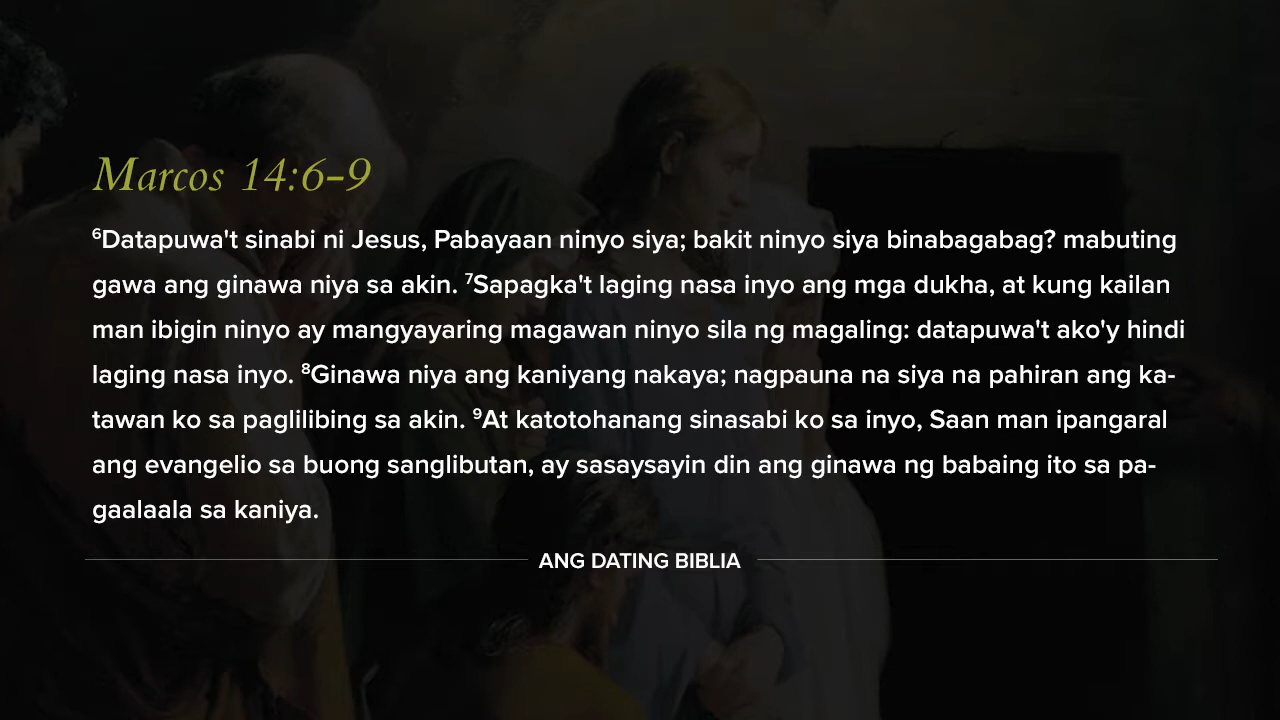 Marcos 14:6–9
⁶Datapuwa't sinabi ni Jesus, Pabayaan ninyo siya; bakit ninyo siya binabagabag? mabuting
gawa ang ginawa niya sa akin. ⁷Sapagka't laging nasa inyo ang mga dukha, at kung kailan
man ibigin ninyo ay mangyayaring magawan ninyo sila ng magaling: datapuwa't ako'y hindi
laging nasa inyo. ⁸Ginawa niya ang kaniyang nakaya; nagpauna na siya na pahiran ang ka-
tawan ko sa paglilibing sa akin. ⁹At katotohanang sinasabi ko sa inyo, Saan man ipangaral
ang evangelio sa buong sanglibutan, ay sasaysayin din ang ginawa ng babaing ito sa pa-
gaalaala sa kaniya.
ANG DATING BIBLIA